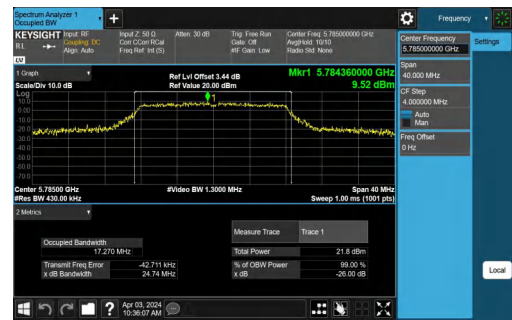 Spectrum Analyzer 1
Occupied BW
+
Frequency
KEYSIGHT
RL
Input: RF
Coupling: DC
Align: Auto
Input Z: 50 Ω
Corr CCorr RCal
Freq Ref: Int (S)
Atten: 30 dB
Trig: Free Run
Gate: Off
#IF Gain: Low
Center Freq: 5.785000000 GHz
Avg|Hold: 10/10
Radio Std: None
Center Frequency
5.785000000 GHz
Settings
Span
40.000 MHz
CF Step
4.000000 MHz
Auto
Man
Freq Offset
0 Hz
Local
1 Graph
Scale/Div 10.0 dB
Ref Lvl Offset 3.44 dB
Ref Value 20.00 dBm
Mkr1 5.784360000 GHz
9.52 dBm
Log
10.0
0.00
-10.0
-20.0
-30.0
-40.0
-50.0
-60.0
-70.0
1
Center 5.78500 GHz
#Res BW 430.00 kHz
#Video BW 1.3000 MHz
Span 40 MHz
Sweep 1.00 ms (1001 pts)
2 Metrics
Measure Trace
Trace 1
Occupied Bandwidth
17.270 MHz
Total Power
21.8 dBm
Transmit Freq Error
-42.711 kHz
% of OBW Power
99.00 %
x dB Bandwidth
24.74 MHz
x dB
-26.00 dB
?
Apr 03, 2024
10:36:07 AM